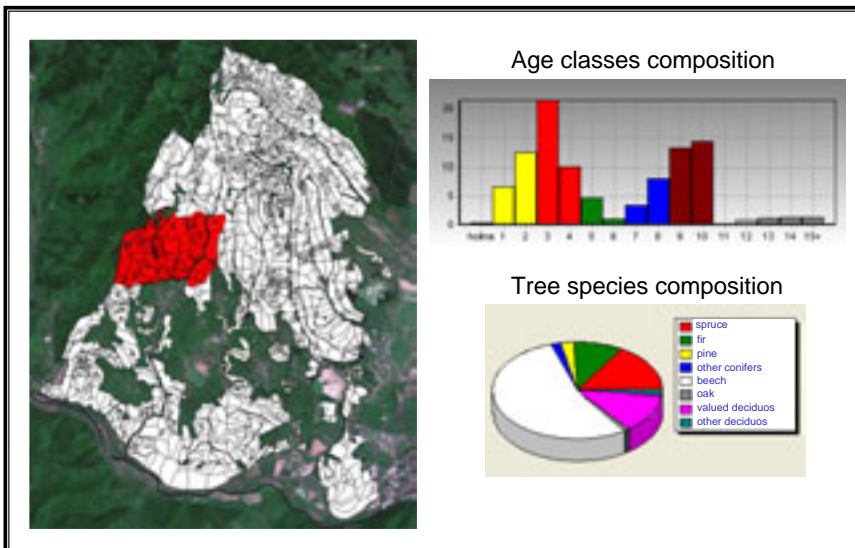 Age classes composition
20
15
10
5
0
holina 1 2 3 4 5 6 7 8 9 10 11 12 13 14 15+
Tree species composition
spruce
fir
pine
other conifers
beech
oak
valued deciduos
other deciduos